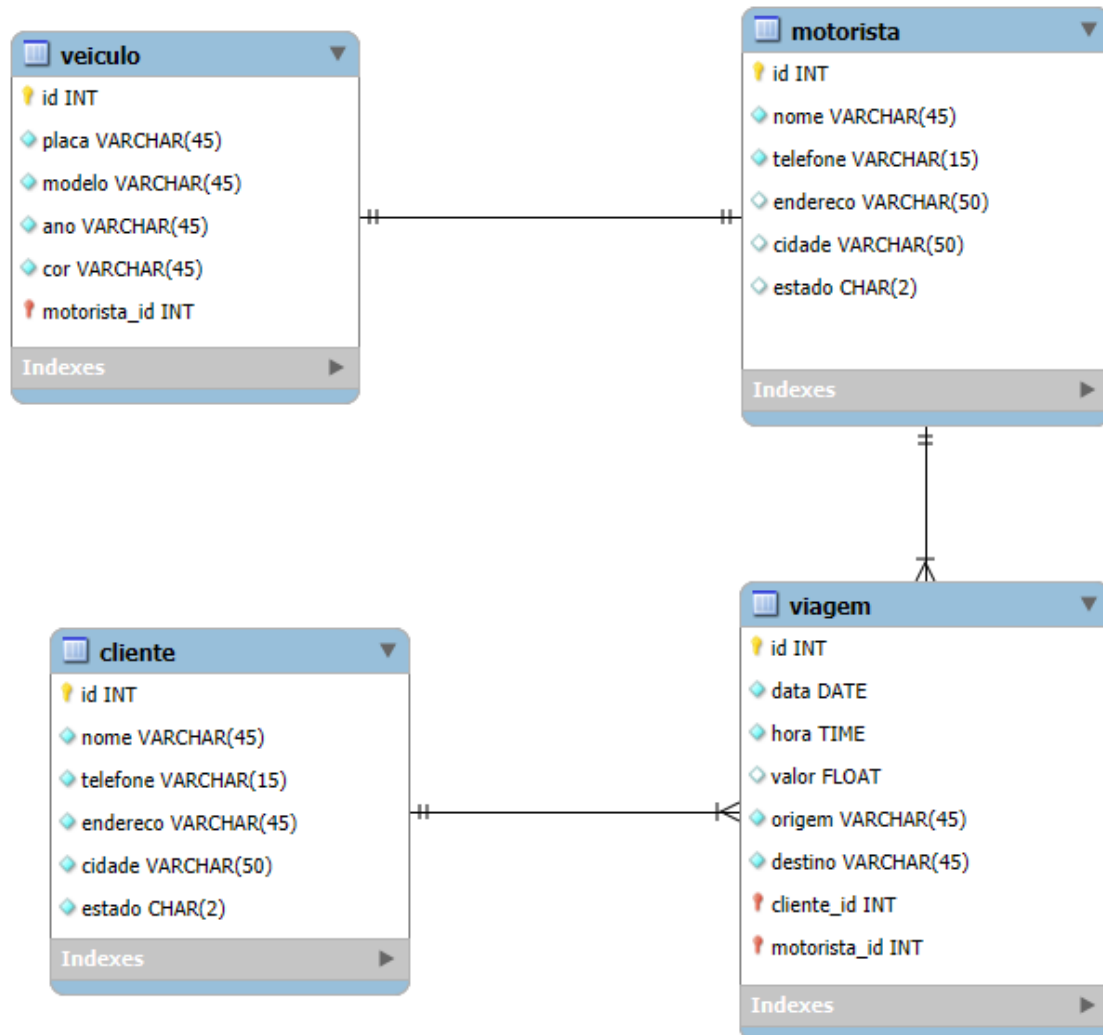 veiculo
id INT
placa VARCHAR(45)
modelo VARCHAR(45)
ano VARCHAR(45)
cor VARCHAR(45)
motorista_id INT
Indexes
motorista
id INT
nome VARCHAR(45)
telefone VARCHAR(15)
endereco VARCHAR(50)
cidade VARCHAR(50)
estado CHAR(2)
Indexes
cliente
id INT
nome VARCHAR(45)
telefone VARCHAR(15)
endereco VARCHAR(45)
cidade VARCHAR(50)
estado CHAR(2)
Indexes
viagem
id INT
data DATE
hora TIME
valor FLOAT
origem VARCHAR(45)
destino VARCHAR(45)
cliente_id INT
motorista_id INT
Indexes